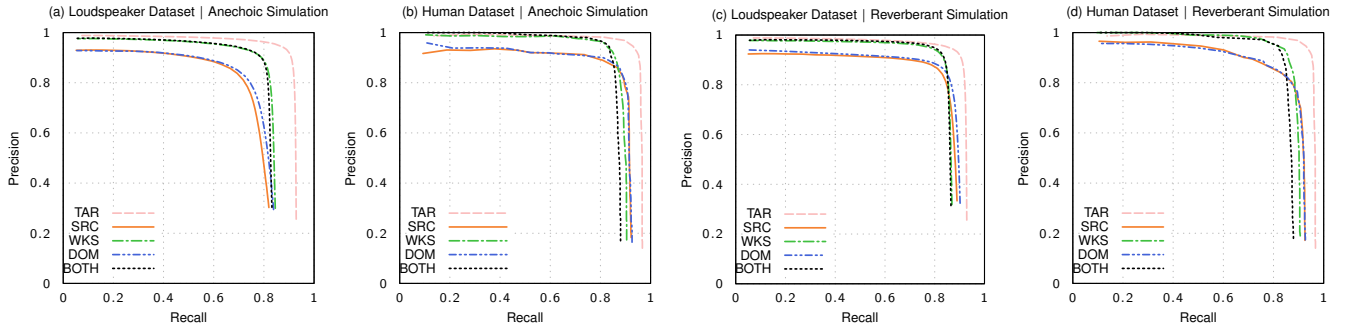 (a) Loudspeaker Dataset | Anechoic Simulation
1
0.8
0.6
0.4
0.2
0
Precision
TAR
SRC
WKS
DOM
BOTH
0 0.2 0.4 0.6 0.8 1
Recall
(b) Human Dataset | Anechoic Simulation
1
0.8
0.6
0.4
0.2
0
Precision
TAR
SRC
WKS
DOM
BOTH
0 0.2 0.4 0.6 0.8 1
Recall
(c) Loudspeaker Dataset | Reverberant Simulation
1
0.8
0.6
0.4
0.2
0
Precision
TAR
SRC
WKS
DOM
BOTH
0 0.2 0.4 0.6 0.8 1
Recall
(d) Human Dataset | Reverberant Simulation
1
0.8
0.6
0.4
0.2
0
Precision
TAR
SRC
WKS
DOM
BOTH
0 0.2 0.4 0.6 0.8 1
Recall